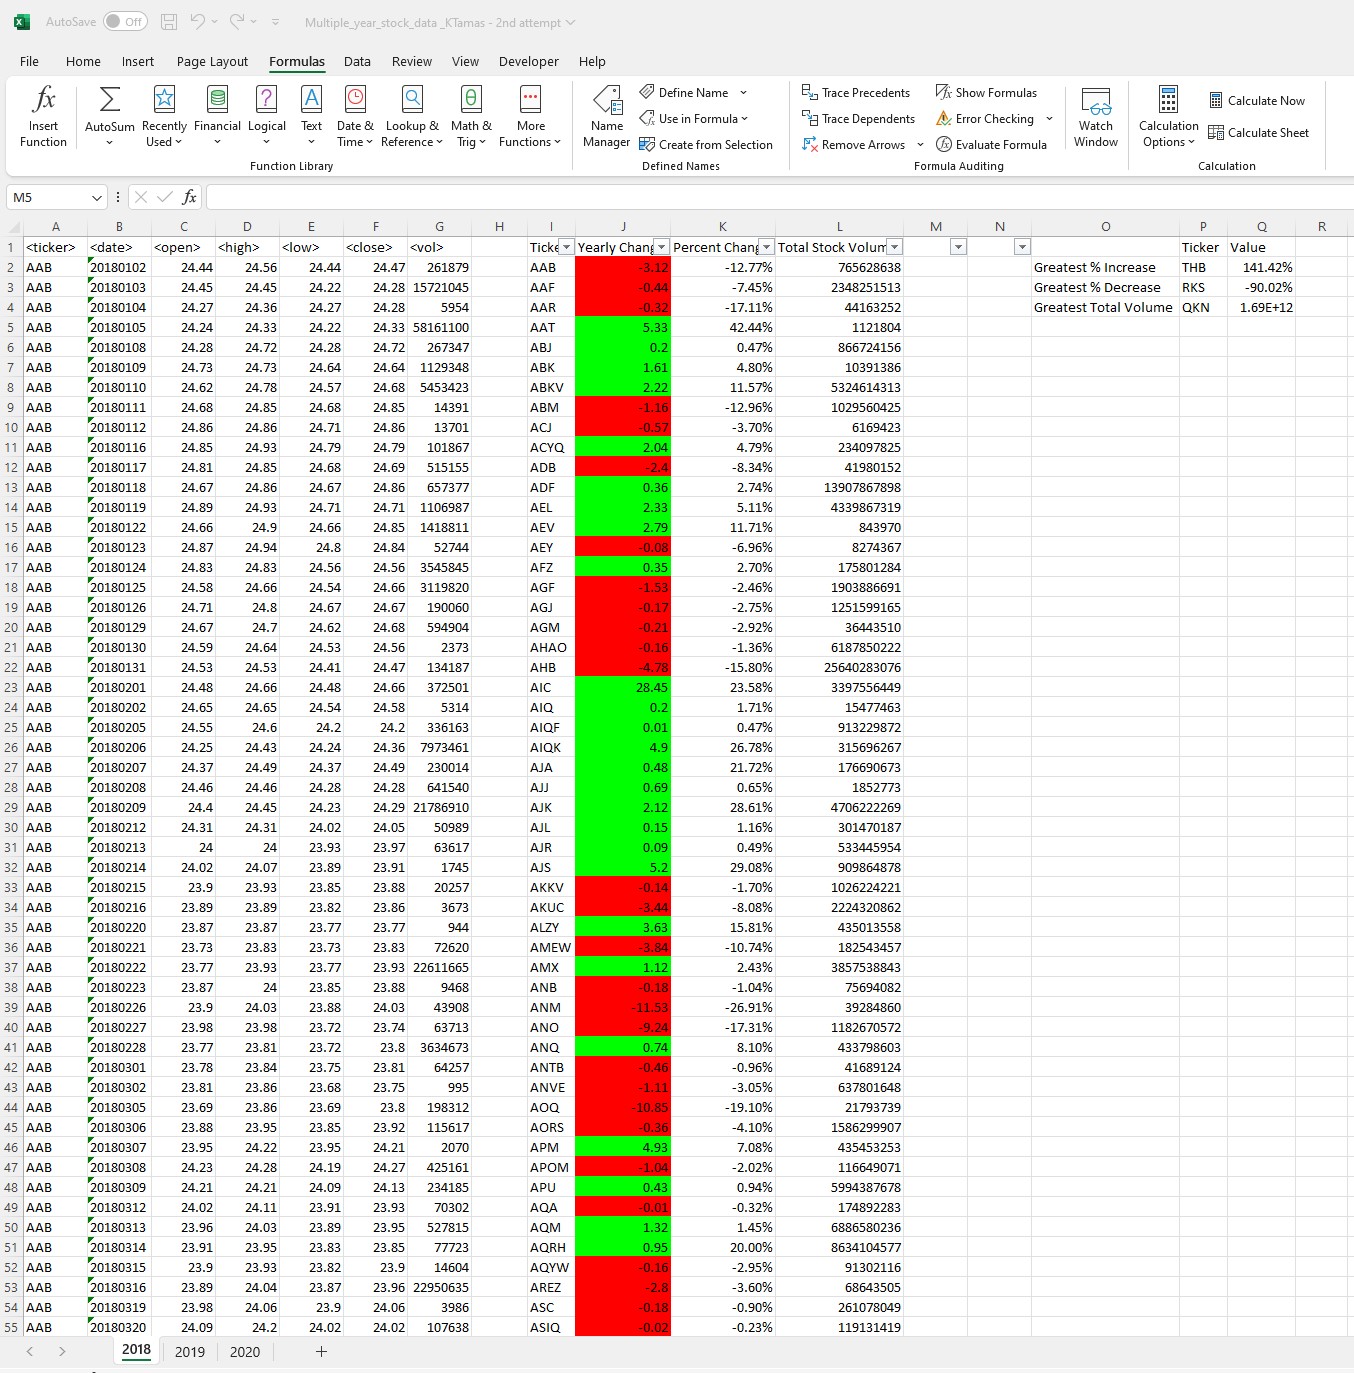 AutoSave Off Multiple_year_stock_data _KTamas - 2nd attempt
File Home Insert Page Layout Formulas Data Review View Developer Help
Insert Function AutoSum Recently Used Financial Logical Text Date & Time Lookup & Reference Math & Trig More Functions Name Manager Define Name Use in Formula Create from Selection Trace Precedents Trace Dependents Remove Arrows Show Formulas Error Checking Evaluate Formula Watch Window Calculation Options Calculate Now Calculate Sheet
Function Library Defined Names Formula Auditing Calculation
M5 fx
A B C D E F G H I J K L M N O P Q R
1 <ticker> <date> <open> <high> <low> <close> <vol> Ticke Yearly Chang Percent Chang Total Stock Volum Ticker Value
2 AAB 20180102 24.44 24.56 24.44 24.47 261879 AAB -3.12 -12.77% 765628638 Greatest % Increase THB 141.42%
3 AAB 20180103 24.45 24.45 24.22 24.28 15721045 AAF -0.44 -7.45% 2348251513 Greatest % Decrease RKS -90.02%
4 AAB 20180104 24.27 24.36 24.27 24.28 5954 AAR -0.32 -17.11% 44163252 Greatest Total Volume QKN 1.69E+12
5 AAB 20180105 24.24 24.33 24.22 24.33 58161100 AAT 5.33 42.44% 1121804
6 AAB 20180108 24.28 24.72 24.28 24.72 267347 ABJ 0.2 0.47% 866724156
7 AAB 20180109 24.73 24.73 24.64 24.64 1129348 ABK 1.61 4.80% 10391386
8 AAB 20180110 24.62 24.78 24.57 24.68 5453423 ABKV 2.22 11.57% 5324614313
9 AAB 20180111 24.68 24.85 24.68 24.85 14391 ABM -1.16 -12.96% 1029560425
10 AAB 20180112 24.86 24.86 24.71 24.86 13701 ACJ -0.57 -3.70% 6169423
11 AAB 20180116 24.85 24.93 24.79 24.79 101867 ACYQ 2.04 4.79% 234097825
12 AAB 20180117 24.81 24.85 24.68 24.69 515155 ADB -2.4 -8.34% 41980152
13 AAB 20180118 24.67 24.86 24.67 24.86 657377 ADF 0.36 2.74% 13907867898
14 AAB 20180119 24.89 24.93 24.71 24.71 1106987 AEL 2.33 5.11% 4339867319
15 AAB 20180122 24.66 24.9 24.66 24.85 1418811 AEV 2.79 11.71% 843970
16 AAB 20180123 24.87 24.94 24.8 24.84 52744 AEY -0.08 -6.96% 8274367
17 AAB 20180124 24.83 24.83 24.56 24.56 3545845 AFZ 0.35 2.70% 175801284
18 AAB 20180125 24.58 24.66 24.54 24.66 3119820 AGF -1.53 -2.46% 1903886691
19 AAB 20180126 24.71 24.8 24.67 24.67 190060 AGJ -0.17 -2.75% 1251599165
20 AAB 20180129 24.67 24.7 24.62 24.68 594904 AGM -0.21 -2.92% 36443510
21 AAB 20180130 24.59 24.64 24.53 24.56 2373 AHAO -0.16 -1.36% 6187850222
22 AAB 20180131 24.53 24.53 24.41 24.47 134187 AHB -4.78 -15.80% 25640283076
23 AAB 20180201 24.48 24.66 24.48 24.66 372501 AIC 28.45 23.58% 3397556449
24 AAB 20180202 24.65 24.65 24.54 24.58 5314 AIQ 0.2 1.71% 15477463
25 AAB 20180205 24.55 24.6 24.2 24.2 336163 AIQF 0.01 0.47% 913229872
26 AAB 20180206 24.25 24.43 24.24 24.36 7973461 AIQK 4.9 26.78% 315696267
27 AAB 20180207 24.37 24.49 24.37 24.49 230014 AJA 0.48 21.72% 176690673
28 AAB 20180208 24.46 24.46 24.28 24.28 641540 AJJ 0.69 0.65% 1852773
29 AAB 20180209 24.4 24.45 24.23 24.29 21786910 AJK 2.12 28.61% 4706222269
30 AAB 20180212 24.31 24.31 24.02 24.05 50989 AJL 0.15 1.16% 301470187
31 AAB 20180213 24 24 23.93 23.97 63617 AJR 0.09 0.49% 533445954
32 AAB 20180214 24.02 24.07 23.89 23.91 1745 AJS 5.2 29.08% 909864878
33 AAB 20180215 23.9 23.93 23.85 23.88 20257 AKKV -0.14 -1.70% 1026224221
34 AAB 20180216 23.89 23.89 23.82 23.86 3673 AKUC -3.44 -8.08% 2224320862
35 AAB 20180220 23.87 23.87 23.77 23.77 944 ALZY 3.63 15.81% 435013558
36 AAB 20180221 23.73 23.83 23.73 23.83 72620 AMEW -3.84 -10.74% 182543457
37 AAB 20180222 23.77 23.93 23.77 23.93 22611665 AMX 1.12 2.43% 3857538843
38 AAB 20180223 23.87 24 23.85 23.88 9468 ANB -0.18 -1.04% 75694082
39 AAB 20180226 23.9 24.03 23.88 24.03 43908 ANM -11.53 -26.91% 39284860
40 AAB 20180227 23.98 23.98 23.72 23.74 63713 ANO -9.24 -17.31% 1182670572
41 AAB 20180228 23.77 23.81 23.72 23.8 3634673 ANQ 0.74 8.10% 433798603
42 AAB 20180301 23.78 23.84 23.75 23.81 64257 ANTB -0.46 -0.96% 41689124
43 AAB 20180302 23.81 23.86 23.68 23.75 995 ANVE -1.11 -3.05% 637801648
44 AAB 20180305 23.69 23.86 23.69 23.8 198312 AOQ -10.85 -19.10% 21793739
45 AAB 20180306 23.88 23.95 23.85 23.92 115617 AORS -0.36 -4.10% 1586299907
46 AAB 20180307 23.95 24.22 23.95 24.21 2070 APM 4.93 7.08% 435453253
47 AAB 20180308 24.23 24.28 24.19 24.27 425161 APOM -1.04 -2.02% 116649071
48 AAB 20180309 24.21 24.21 24.09 24.13 234185 APU 0.43 0.94% 5994387678
49 AAB 20180312 24.02 24.11 23.91 23.93 70302 AQA -0.01 -0.32% 174892283
50 AAB 20180313 23.96 24.03 23.89 23.95 527815 AQM 1.32 1.45% 6886580236
51 AAB 20180314 23.91 23.95 23.83 23.85 77723 AQRH 0.95 20.00% 8634104577
52 AAB 20180315 23.9 23.93 23.82 23.9 14604 AQYW -0.16 -2.95% 91302116
53 AAB 20180316 23.89 24.04 23.87 23.96 22950635 AREZ -2.8 -3.60% 68643505
54 AAB 20180319 23.98 24.06 23.9 24.06 3986 ASC -0.18 -0.90% 261078049
55 AAB 20180320 24.09 24.2 24.02 24.02 107638 ASIQ -0.02 -0.23% 119131419
2018 2019 2020